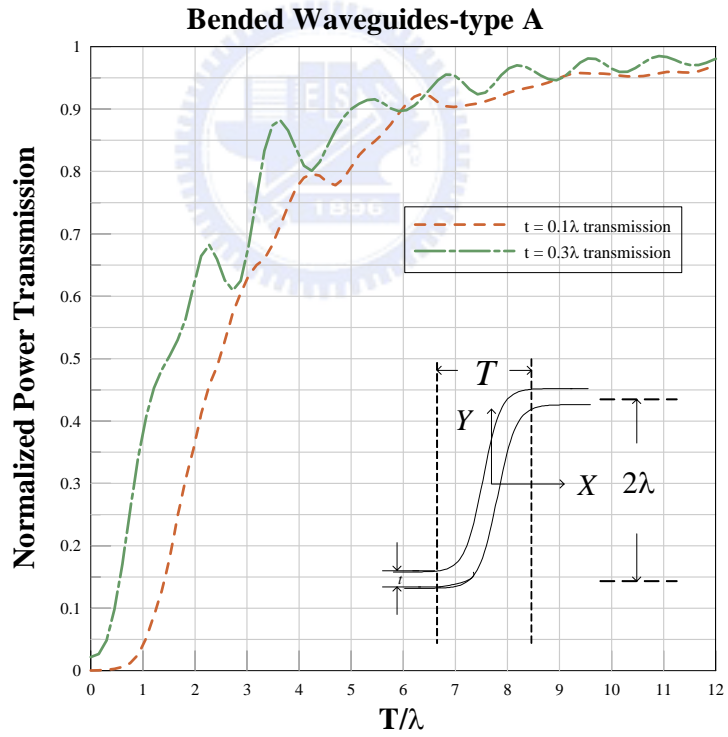 Bended Waveguides-type A
Normalized Power Transmission
1
0.9
0.8
0.7
0.6
0.5
0.4
0.3
0.2
0.1
0
0 1 2 3 4 5 6 7 8 9 10 11 12
T/λ
t = 0.1λ transmission
t = 0.3λ transmission
T
Y
X
2λ
t
1896